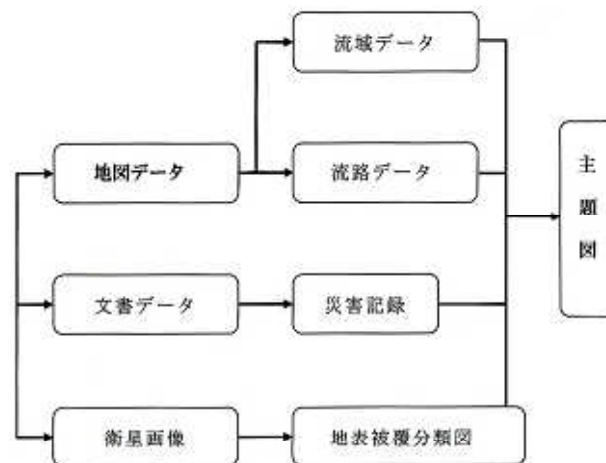 流域データ
地図データ
流路データ
主題図
文書データ
災害記録
衛星画像
地表被覆分類図